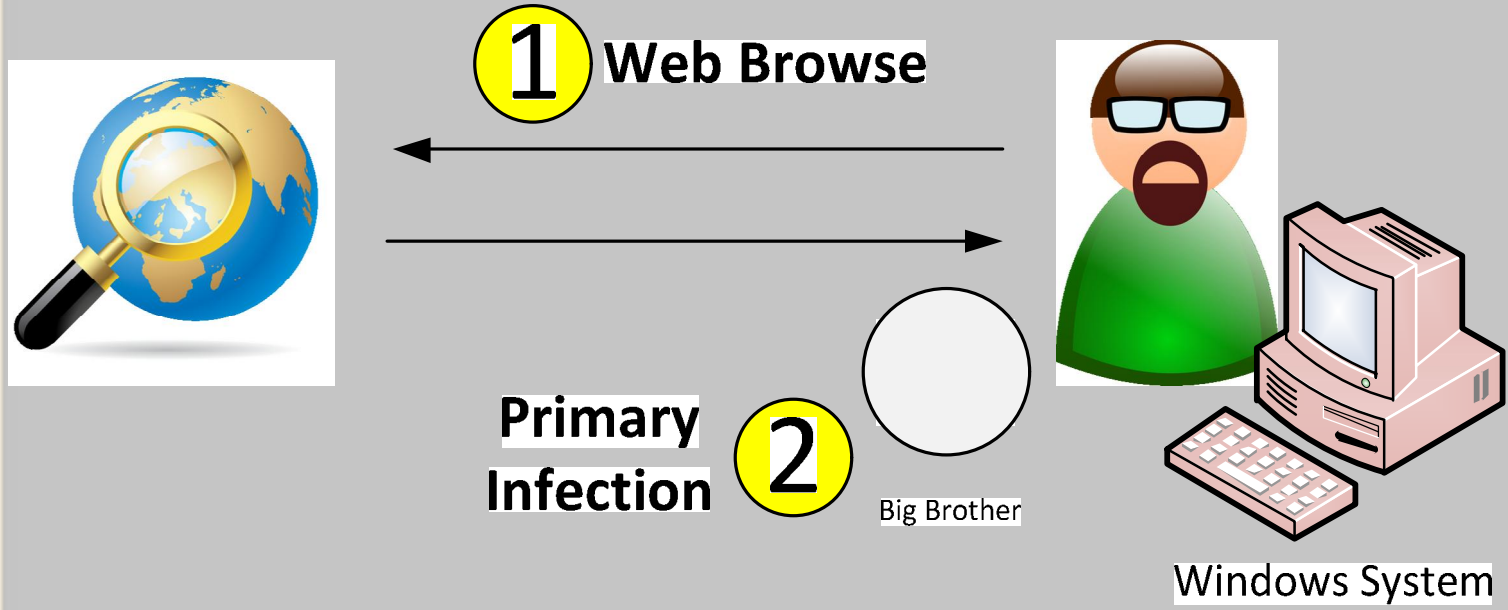 1
Web Browse
Primary
Infection
2
Big Brother
Windows System